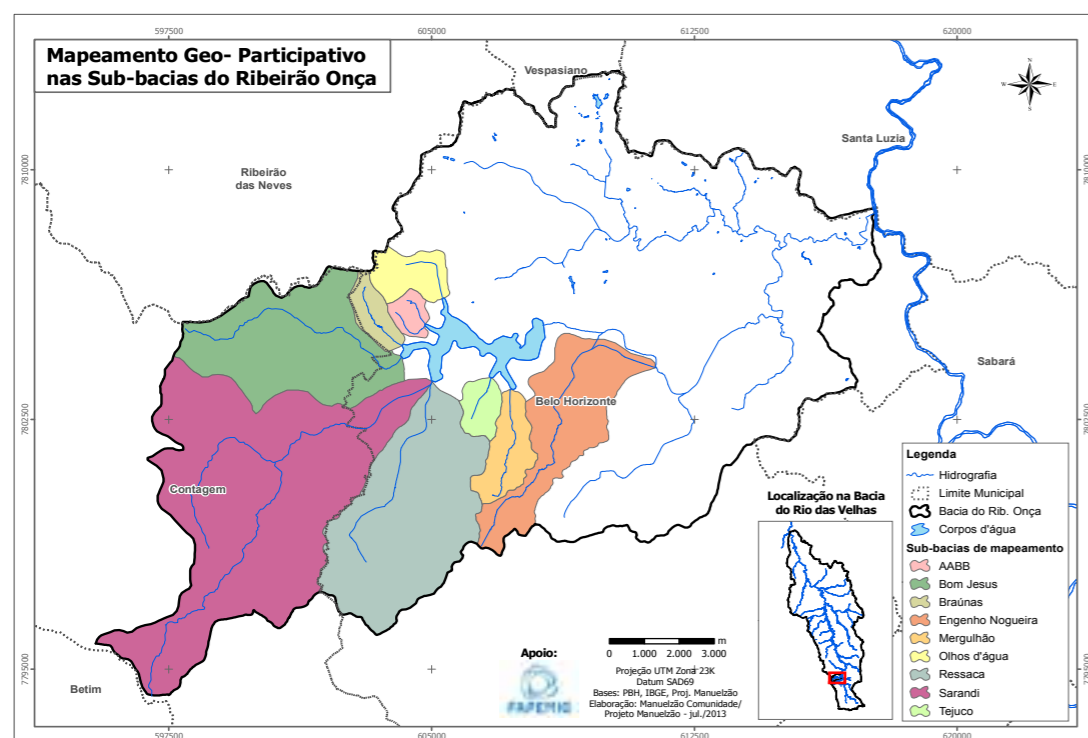 Mapeamento Geo- Participativo
nas Sub-bacias do Ribeirão Onça
597500
605000
612500
620000
Vespasiano
N
W
E
S
Santa Luzia
Ribeirão
das Neves
7810000
7810000
Sabará
Belo Horizonte
7802500
7802500
Contagem
Betim
7795000
7795000
Legenda
Hidrografia
Limite Municipal
Bacia do Rib. Onça
Corpos d'água
Sub-bacias de mapeamento
AABB
Bom Jesus
Braúnas
Engenho Nogueira
Mergulhão
Olhos d'água
Ressaca
Sarandi
Tejuco
Localização na Bacia
do Rio das Velhas
Apoio:
FAPEMIG
0 1.000 2.000 3.000 m
Projeção UTM Zona 23K
Datum SAD69
Bases: PBH, IBGE, Proj. Manuelzão
Elaboração: Manuelzão Comunidade/
Projeto Manuelzão - jul./2013
597500
605000
612500
620000